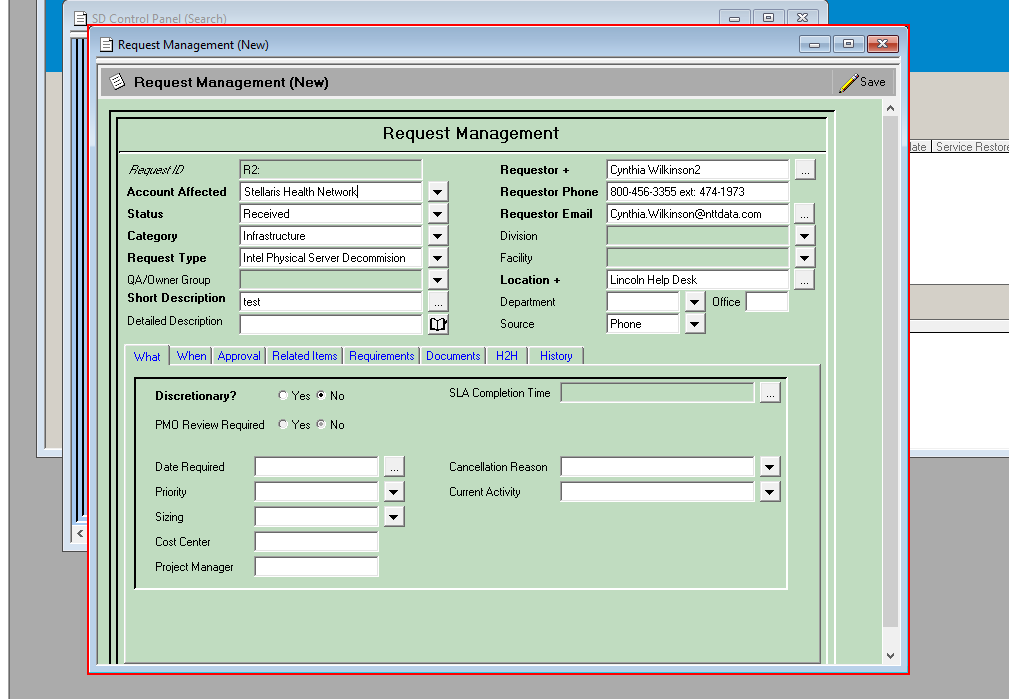 SD Control Panel (Search)
Request Management (New)
Request Management (New)
Save
Request Management
Request ID R2: Requestor + Cynthia Wilkinson2 ...
Account Affected Stellaris Health Network Requestor Phone 800-456-3355 ext: 474-1973
Status Received Requestor Email Cynthia.Wilkinson@nttdata.com ...
Category Infrastructure Division
Request Type Intel Physical Server Decommision Facility
QA/Owner Group Location + Lincoln Help Desk ...
Short Description test ... Department Office
Detailed Description Source Phone
What When Approval Related Items Requirements Documents H2H History
Discretionary? Yes No SLA Completion Time ...
PMO Review Required Yes No
Date Required ... Cancellation Reason
Priority Current Activity
Sizing
Cost Center
Project Manager
late Service Restore